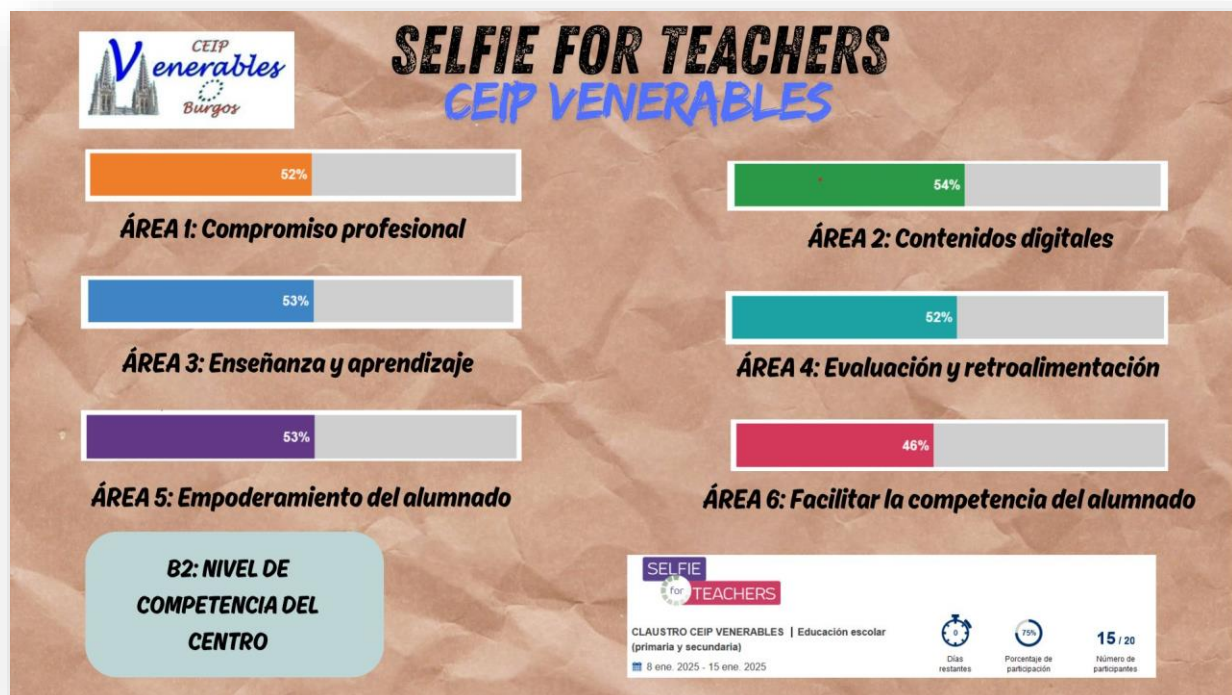 CEIP
Venerables
Burgos
SELFIE FOR TEACHERS
CEIP VENERABLES
52%
ÁREA 1: Compromiso profesional
54%
ÁREA 2: Contenidos digitales
53%
ÁREA 3: Enseñanza y aprendizaje
52%
ÁREA 4: Evaluación y retroalimentación
53%
ÁREA 5: Empoderamiento del alumnado
46%
ÁREA 6: Facilitar la competencia del alumnado
B2: NIVEL DE
COMPETENCIA DEL
CENTRO
SELFIE
for TEACHERS
CLAUSTRO CEIP VENERABLES | Educación escolar
(primaria y secundaria)
8 ene. 2025 - 15 ene. 2025
0
Días
restantes
75%
Porcentaje de
participación
15 / 20
Número de
participantes